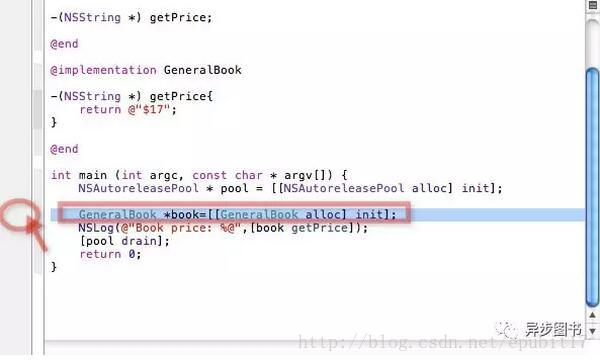 -(NSString *) getPrice;
@end
@implementation GeneralBook
-(NSString *) getPrice{
return @"$17";
}
@end
int main (int argc, const char * argv[]) {
NSAutoreleasePool * pool = [[NSAutoreleasePool alloc] init];
GeneralBook *book=[[GeneralBook alloc] init];
NSLog(@"Book price: %@",[book getPrice]);
[pool drain];
return 0;
}
异步图书
http://blog.csdn.net/epubit17